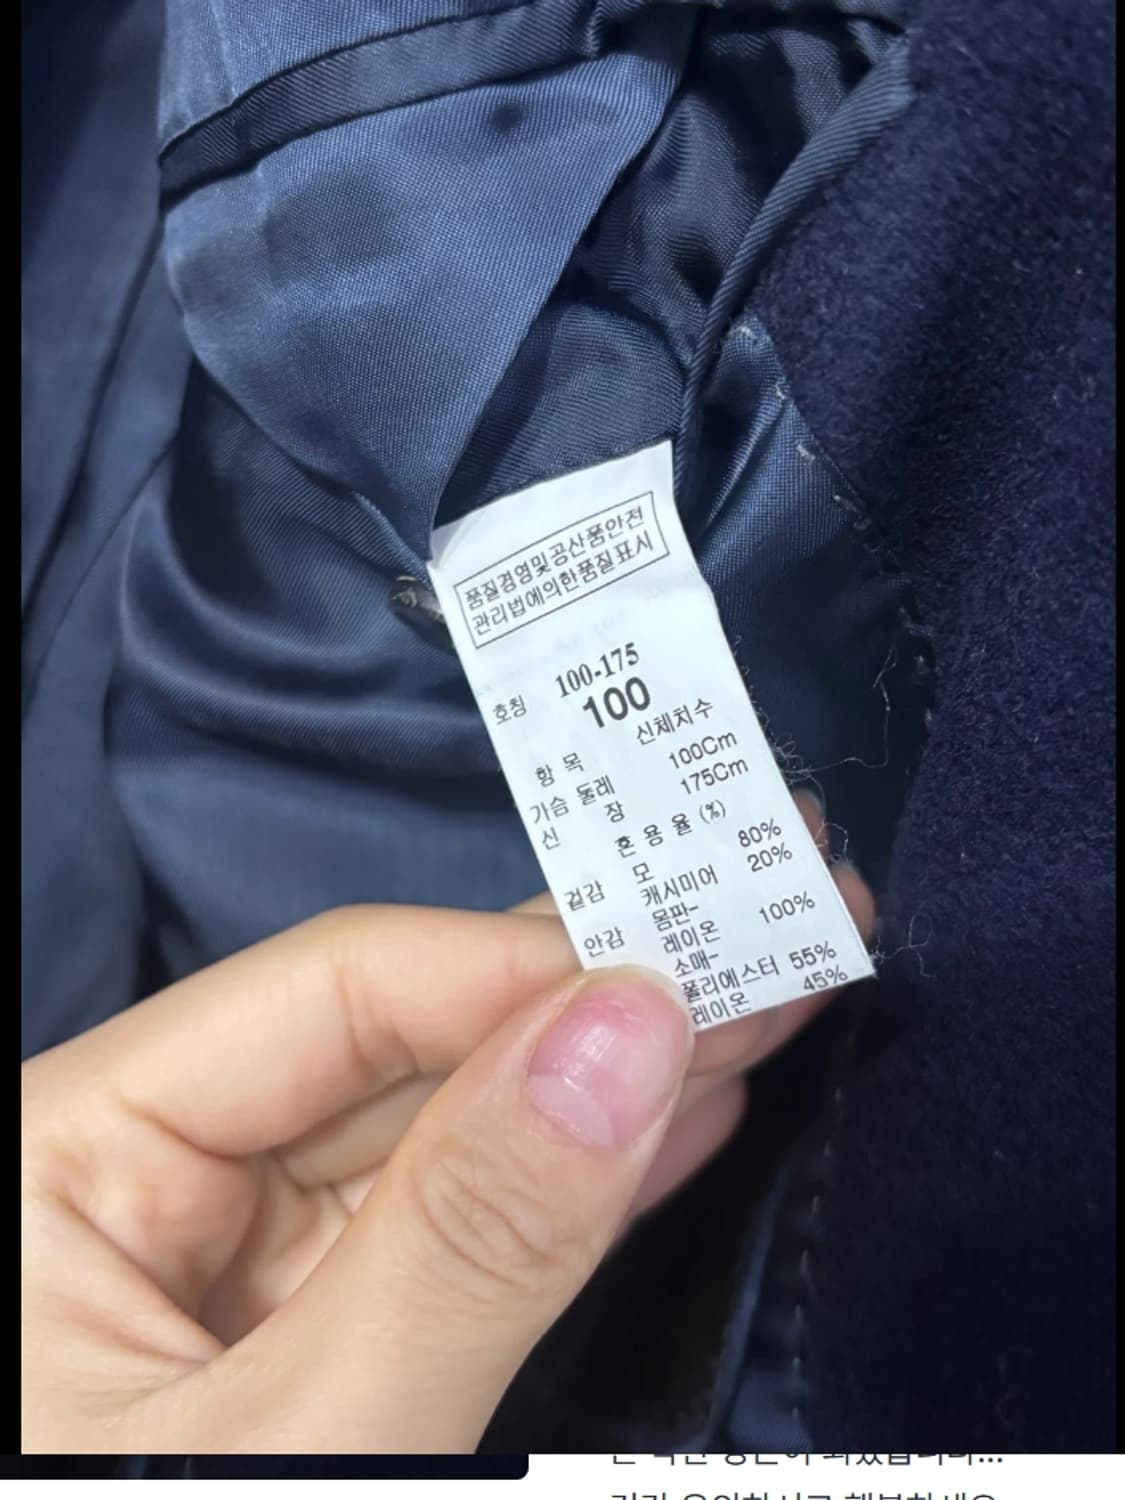 품질경영및공산품안전
관리법에의한품질표시
호칭 100-175
100
신체치수
항 목
가슴 둘레 100Cm
신 장 175Cm
혼 용 율 (%)
겉감 모 80%
캐시미어 20%
안감 몸판-
레이온 100%
소매-
폴리에스터 55%
레이온 45%